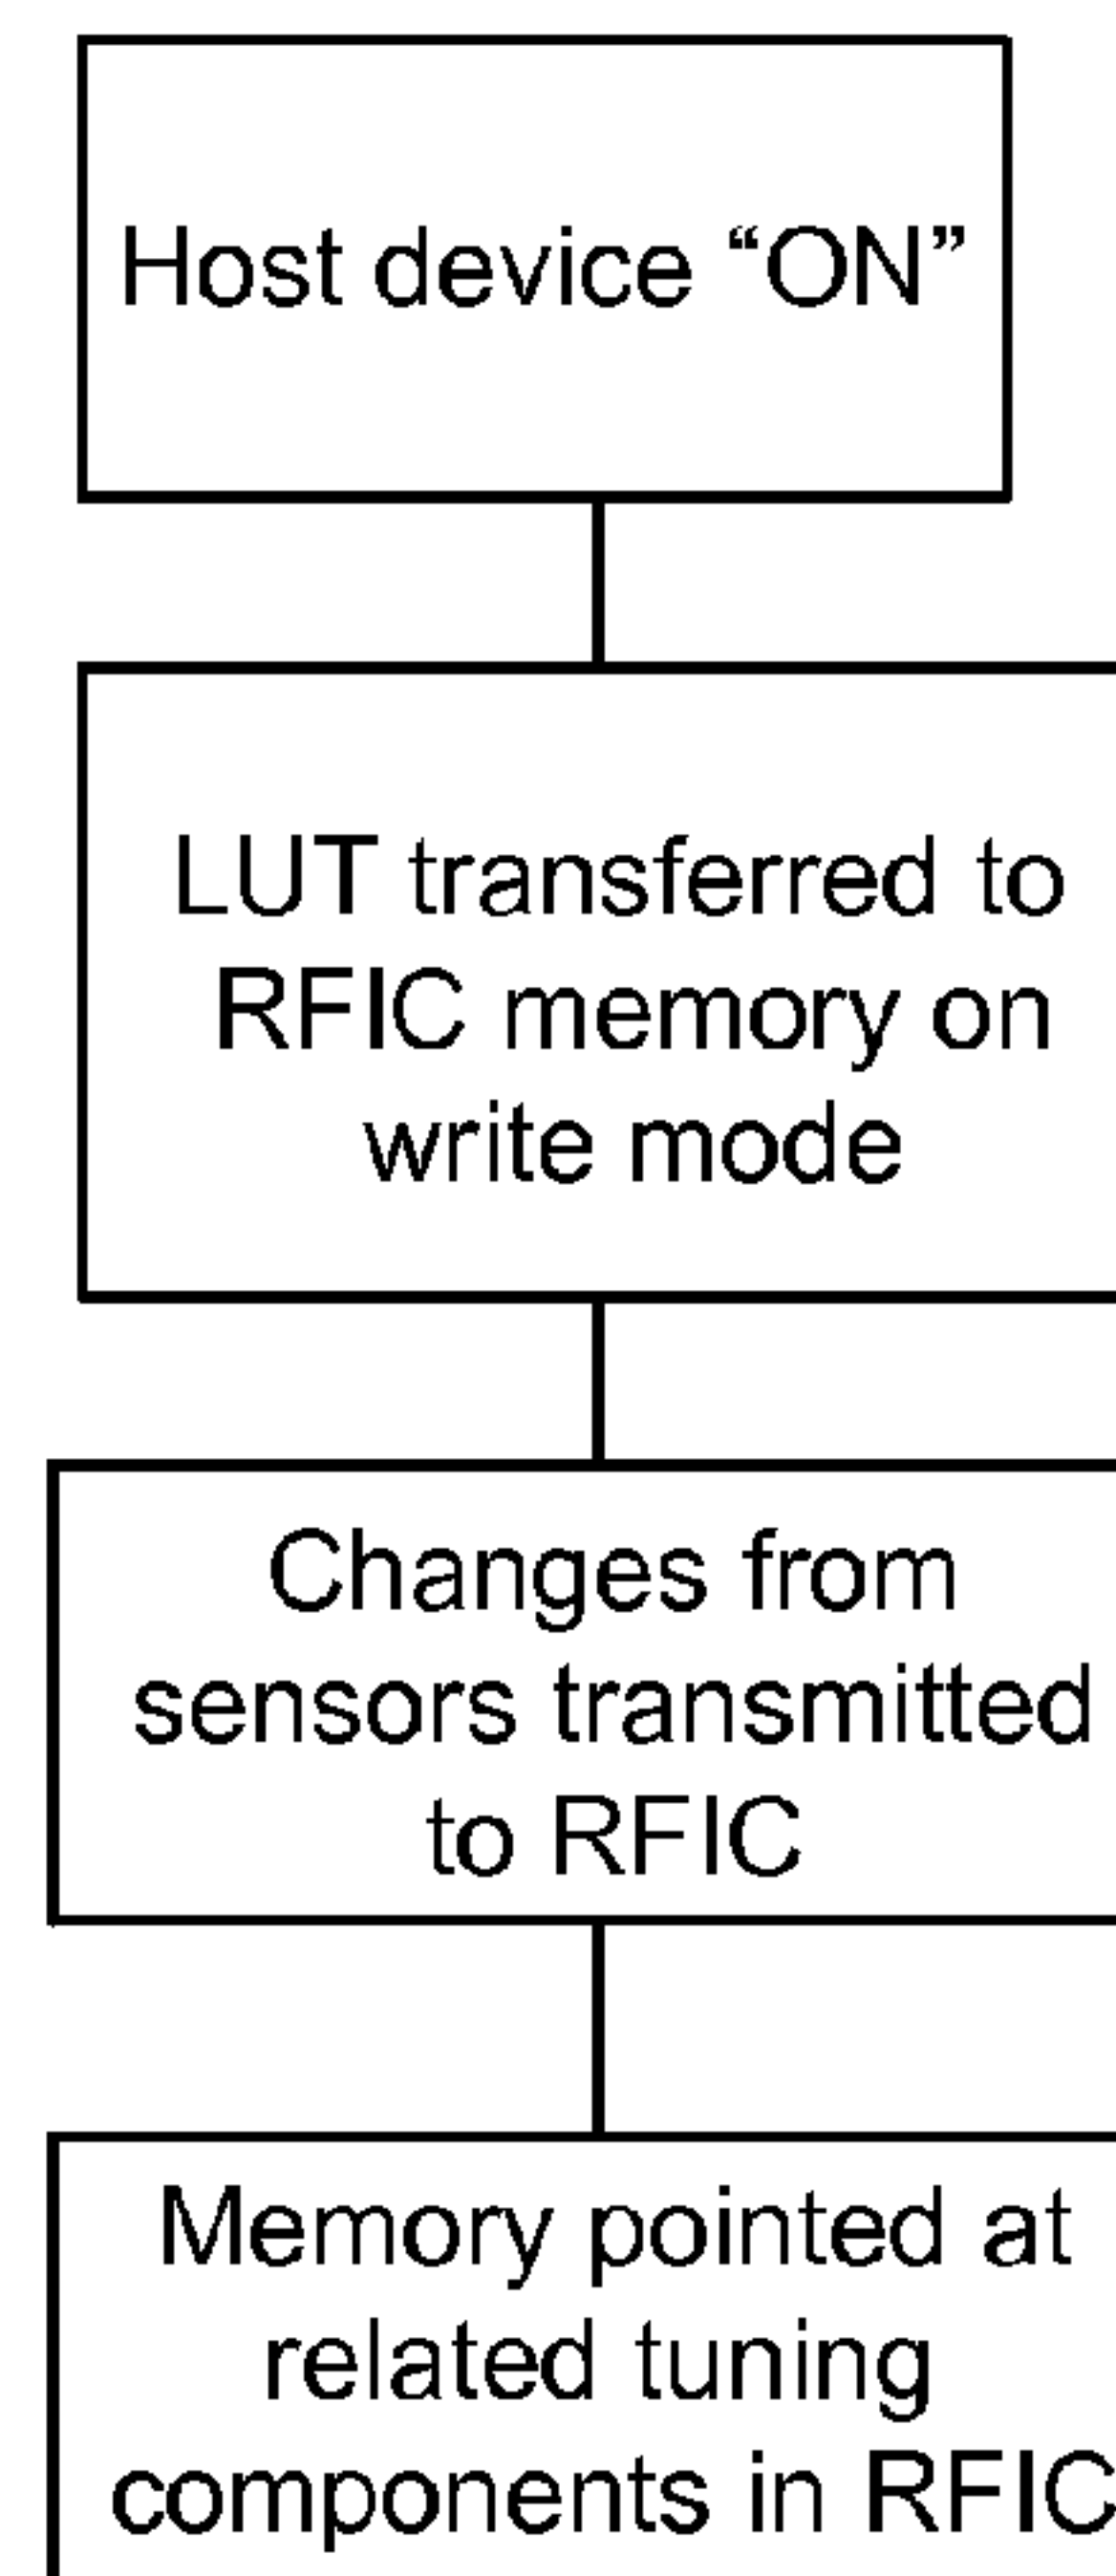 Host device “ON”
LUT transferred to
RFIC memory on
write mode
Changes from
sensors transmitted
to RFIC
Memory pointed at
related tuning
components in RFIC